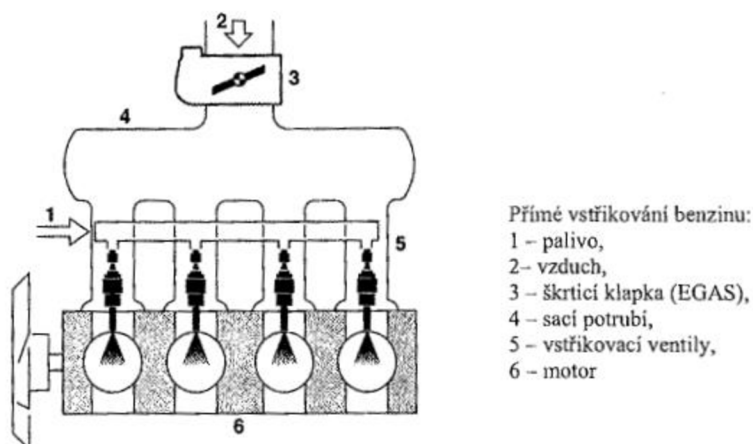 2
3
4
1
5
6
Přímé vstřikování benzinu:
1 – palivo,
2– vzduch,
3 – škrticí klapka (EGAS),
4 – sací potrubí,
5 – vstřikovací ventily,
6 – motor